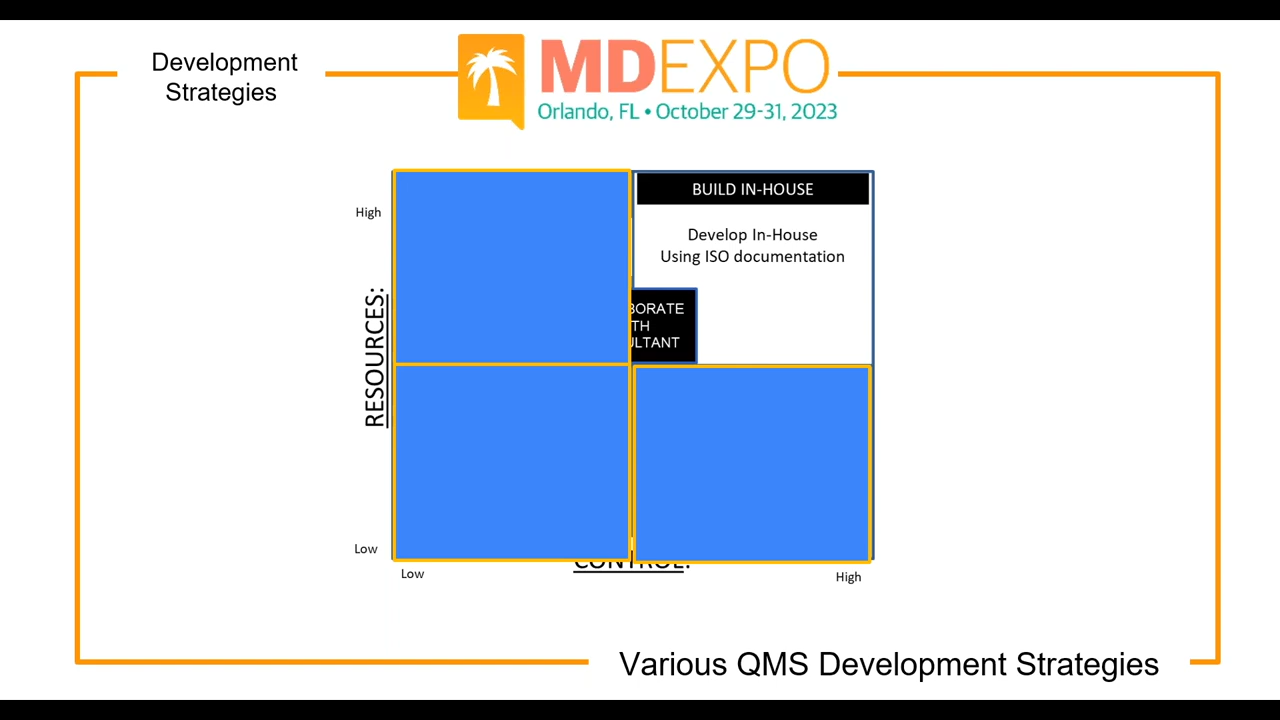 Development
Strategies
MDEXPO
Orlando, FL • October 29-31, 2023
BUILD IN-HOUSE
High
Develop In-House
Using ISO documentation
RESOURCES:
BORATE
TH
ULTANT
Low
CONTROL:
Low
High
Various QMS Development Strategies